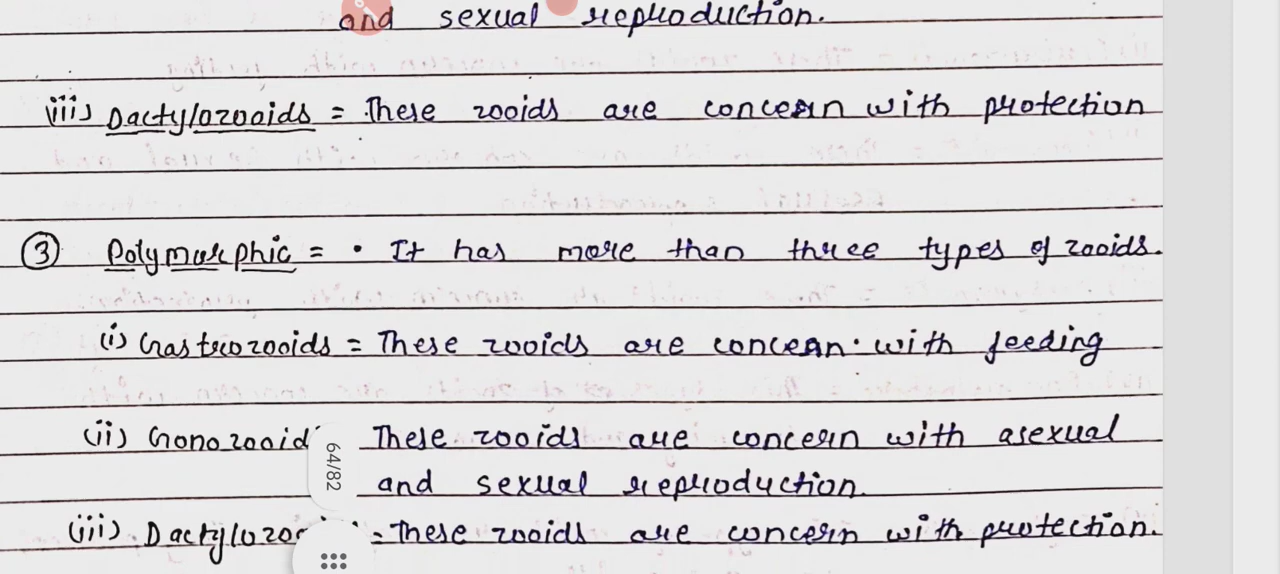 and sexual reproduction.
(iii) Dactylozooids = These zooids are concern with protection
③ Polymorphic = • It has more than three types of zooids.
(i) Gastrozooids = These zooids are concern with feeding
(ii) Gonozooid These zooids are concern with asexual
and sexual reproduction.
(iii) Dactylozo = These zooids are concern with protection.
64/82